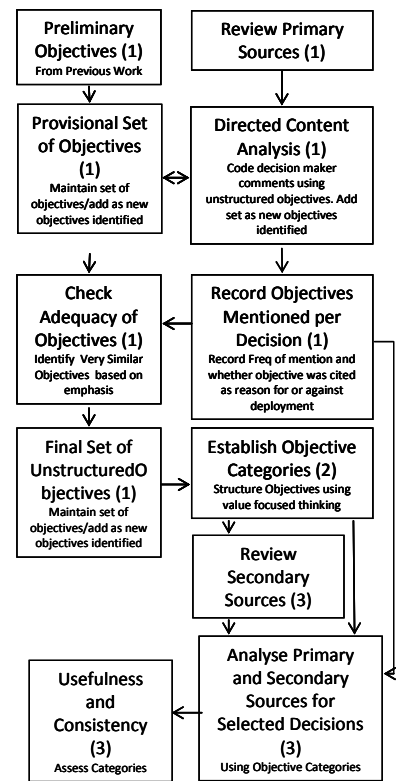 Preliminary
Objectives (1)
From Previous Work
Review Primary
Sources (1)
Provisional Set
of Objectives
(1)
Maintain set of
objectives/add as new
objectives identified
Directed Content
Analysis (1)
Code decision maker
comments using
unstructured objectives. Add
set as new objectives
identified
Check
Adequacy of
Objectives (1)
Identify Very Similar
Objectives based on
emphasis
Record Objectives
Mentioned per
Decision (1)
Record Freq of mention and
whether objective was cited
as reason for or against
deployment
Final Set of
UnstructuredO
bjectives (1)
Maintain set of
objectives/add as new
objectives identified
Establish Objective
Categories (2)
Structure Objectives using
value focused thinking
Review
Secondary
Sources (3)
Usefulness
and
Consistency
(3)
Assess Categories
Analyse Primary
and Secondary
Sources for
Selected Decisions
(3)
Using Objective Categories